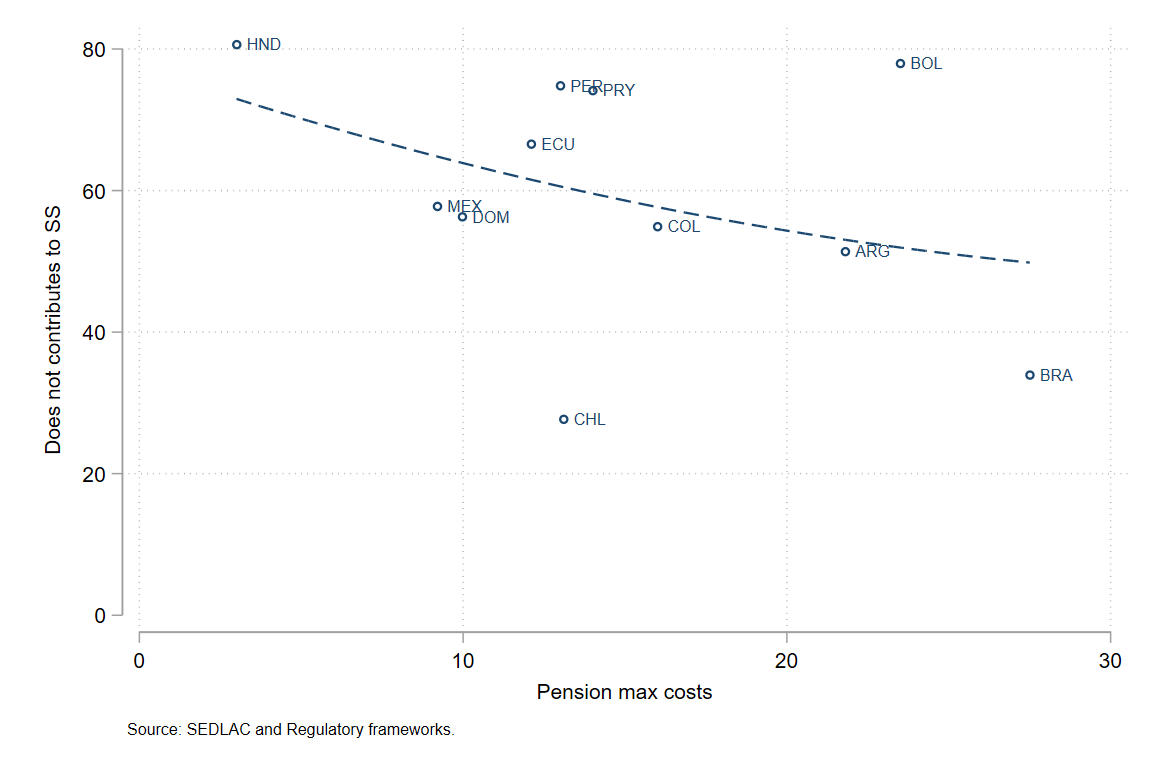 80
60
40
20
0
Does not contributes to SS
HND
BOL
PER
PRY
ECU
MEX
DOM
COL
ARG
BRA
CHL
0 10 20 30
Pension max costs
Source: SEDLAC and Regulatory frameworks.